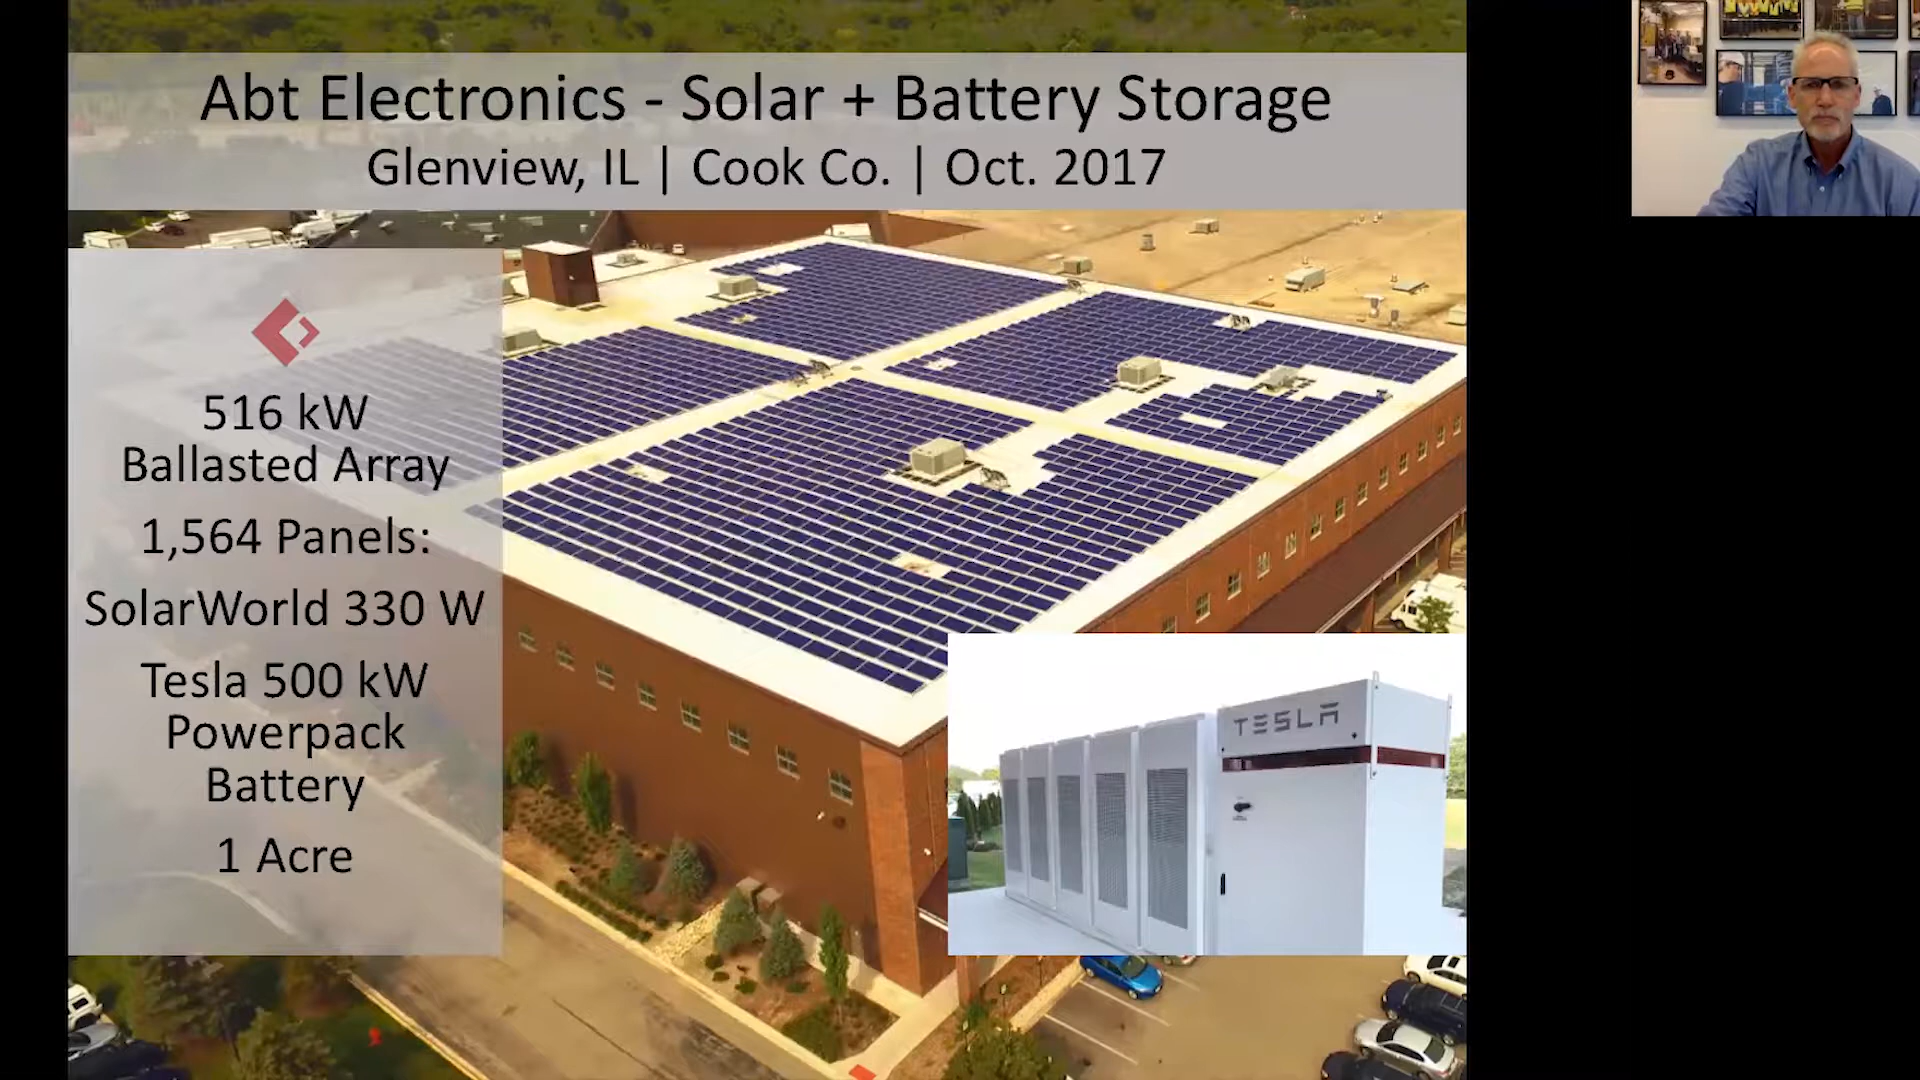 Abt Electronics - Solar + Battery Storage
Glenview, IL | Cook Co. | Oct. 2017
516 kW
Ballasted Array
1,564 Panels:
SolarWorld 330 W
Tesla 500 kW
Powerpack
Battery
1 Acre
TESLA